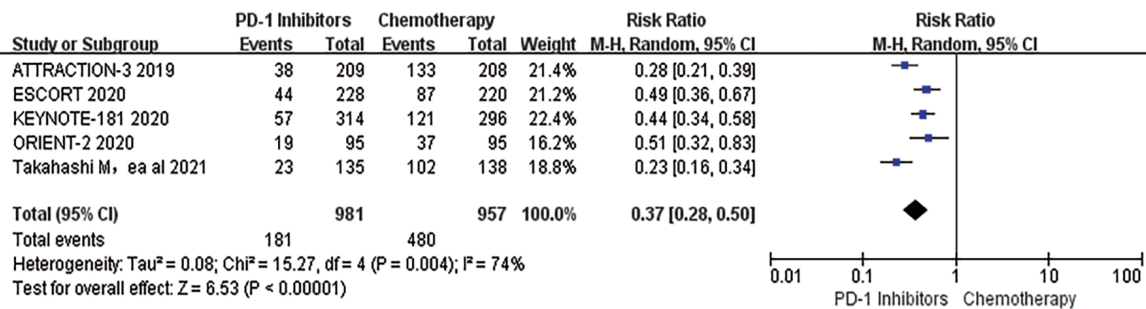 PD-1 Inhibitors Chemotherapy Risk Ratio Risk Ratio
Study or Subgroup Events Total Events Total Weight M-H, Random, 95% CI M-H, Random, 95% CI
ATTRACTION-3 2019 38 209 133 208 21.4% 0.28 [0.21, 0.39]
ESCORT 2020 44 228 87 220 21.2% 0.49 [0.36, 0.67]
KEYNOTE-181 2020 57 314 121 296 22.4% 0.44 [0.34, 0.58]
ORIENT-2 2020 19 95 37 95 16.2% 0.51 [0.32, 0.83]
Takahashi M，ea al 2021 23 135 102 138 18.8% 0.23 [0.16, 0.34]
Total (95% CI) 981 957 100.0% 0.37 [0.28, 0.50]
Total events 181 480
Heterogeneity: Tau² = 0.08; Chi² = 15.27, df = 4 (P = 0.004); I² = 74%
Test for overall effect: Z = 6.53 (P < 0.00001)
0.01 0.1 1 10 100
PD-1 Inhibitors Chemotherapy